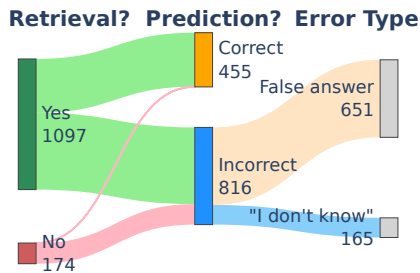 Retrieval? Prediction? Error Type
Correct
455
Yes
1097
False answer
651
Incorrect
816
"I don't know"
165
No
174